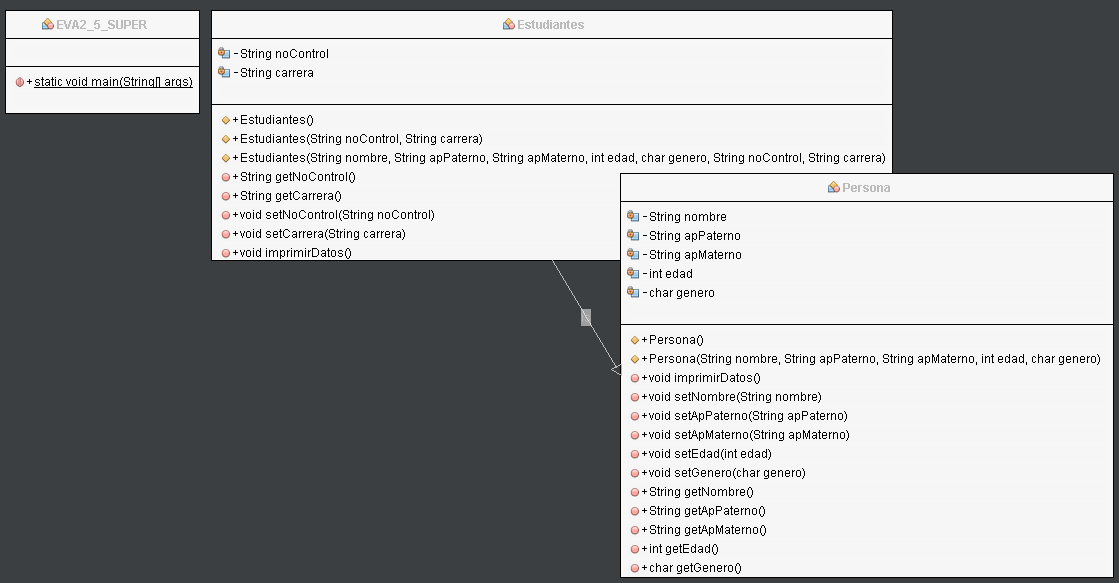 EVA2_5_SUPER
+static void main(String[] args)
Estudiantes
-String noControl
-String carrera
+Estudiantes()
+Estudiantes(String noControl, String carrera)
+Estudiantes(String nombre, String apPaterno, String apMaterno, int edad, char genero, String noControl, String carrera)
+String getNoControl()
+String getCarrera()
+void setNoControl(String noControl)
+void setCarrera(String carrera)
+void imprimirDatos()
Persona
-String nombre
-String apPaterno
-String apMaterno
-int edad
-char genero
+Persona()
+Persona(String nombre, String apPaterno, String apMaterno, int edad, char genero)
+void imprimirDatos()
+void setNombre(String nombre)
+void setApPaterno(String apPaterno)
+void setApMaterno(String apMaterno)
+void setEdad(int edad)
+void setGenero(char genero)
+String getNombre()
+String getApPaterno()
+String getApMaterno()
+int getEdad()
+char getGenero()